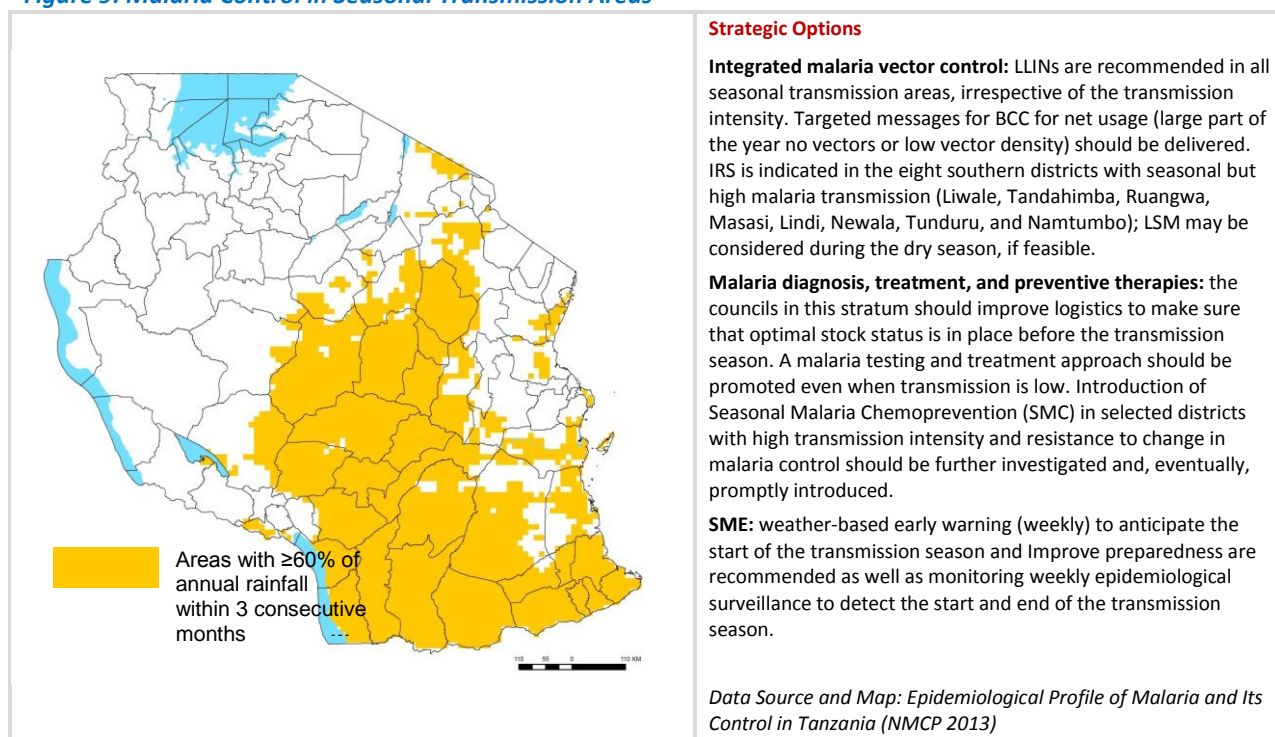 Strategic Options
Integrated malaria vector control: LLINs are recommended in all
seasonal transmission areas, irrespective of the transmission
intensity. Targeted messages for BCC for net usage (large part of
the year no vectors or low vector density) should be delivered.
IRS is indicated in the eight southern districts with seasonal but
high malaria transmission (Liwale, Tandahimba, Ruangwa,
Masasi, Lindi, Newala, Tunduru, and Namtumbo); LSM may be
considered during the dry season, if feasible.
Malaria diagnosis, treatment, and preventive therapies: the
councils in this stratum should improve logistics to make sure
that optimal stock status is in place before the transmission
season. A malaria testing and treatment approach should be
promoted even when transmission is low. Introduction of
Seasonal Malaria Chemoprevention (SMC) in selected districts
with high transmission intensity and resistance to change in
malaria control should be further investigated and, eventually,
promptly introduced.
SME: weather-based early warning (weekly) to anticipate the
start of the transmission season and Improve preparedness are
recommended as well as monitoring weekly epidemiological
surveillance to detect the start and end of the transmission
season.
Data Source and Map: Epidemiological Profile of Malaria and Its
Control in Tanzania (NMCP 2013)
Areas with ≥60% of
annual rainfall
within 3 consecutive
months
110 55 0 110 KM